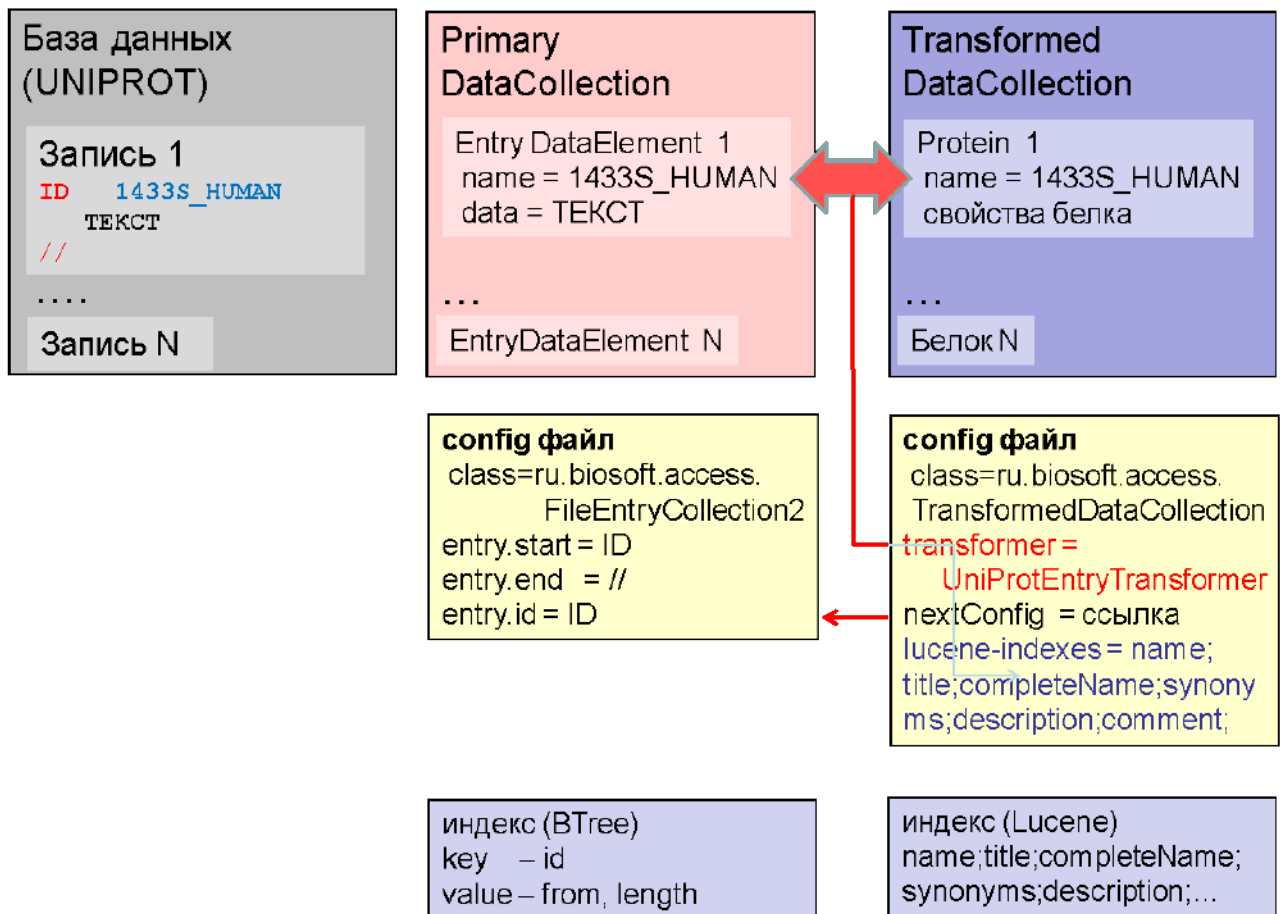 База данных
(UNIPROT)
Запись 1
ID 1433S_HUMAN
ТЕКСТ
//
....
Запись N
Primary
DataCollection
Entry DataElement 1
name = 1433S_HUMAN
data = ТЕКСТ
...
EntryDataElement N
Transformed
DataCollection
Protein 1
name = 1433S_HUMAN
свойства белка
...
Белок N
config файл
class=ru.biosoft.access.
FileEntryCollection2
entry.start = ID
entry.end = //
entry.id = ID
config файл
class=ru.biosoft.access.
TransformedDataCollection
transformer =
UniProtEntryTransformer
nextConfig = ссылка
lucene-indexes = name;
title;completeName;synony
ms;description;comment;
индекс (BTree)
key – id
value – from, length
индекс (Lucene)
name;title;completeName;
synonyms;description;...